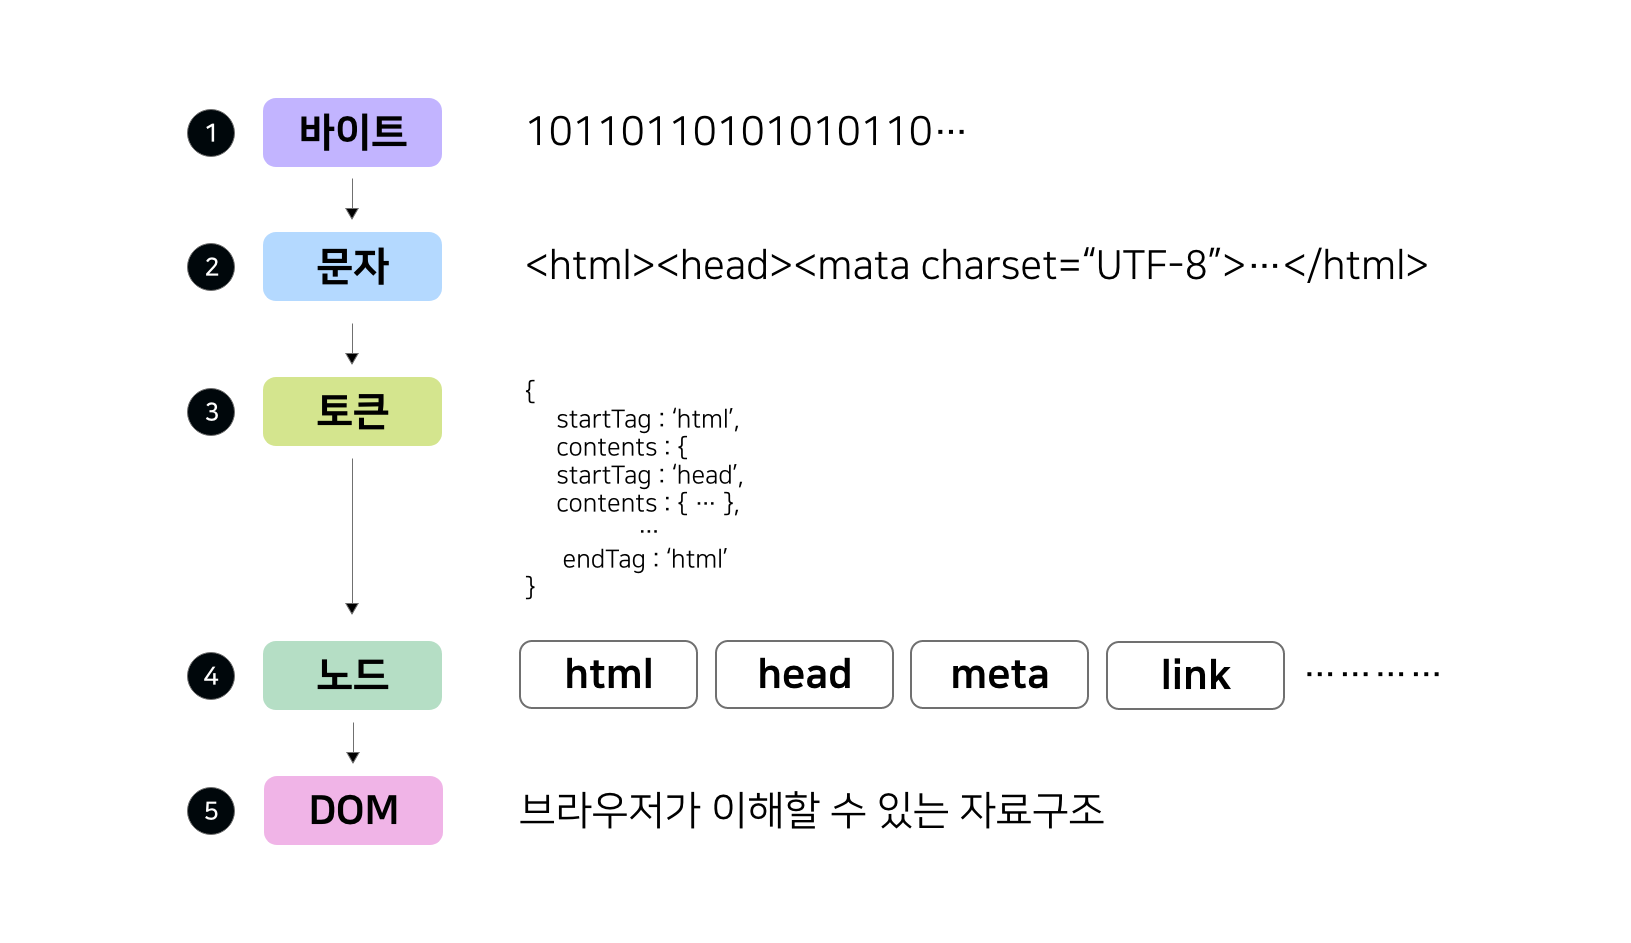 1 바이트 10110110101010110…
2 문자 <html><head><mata charset=“UTF-8”>…</html>
3 토큰
{
startTag : ‘html’,
contents : {
startTag : ‘head’,
contents : { … },
…
endTag : ‘html’
}
4 노드 html head meta link …………
5 DOM 브라우저가 이해할 수 있는 자료구조